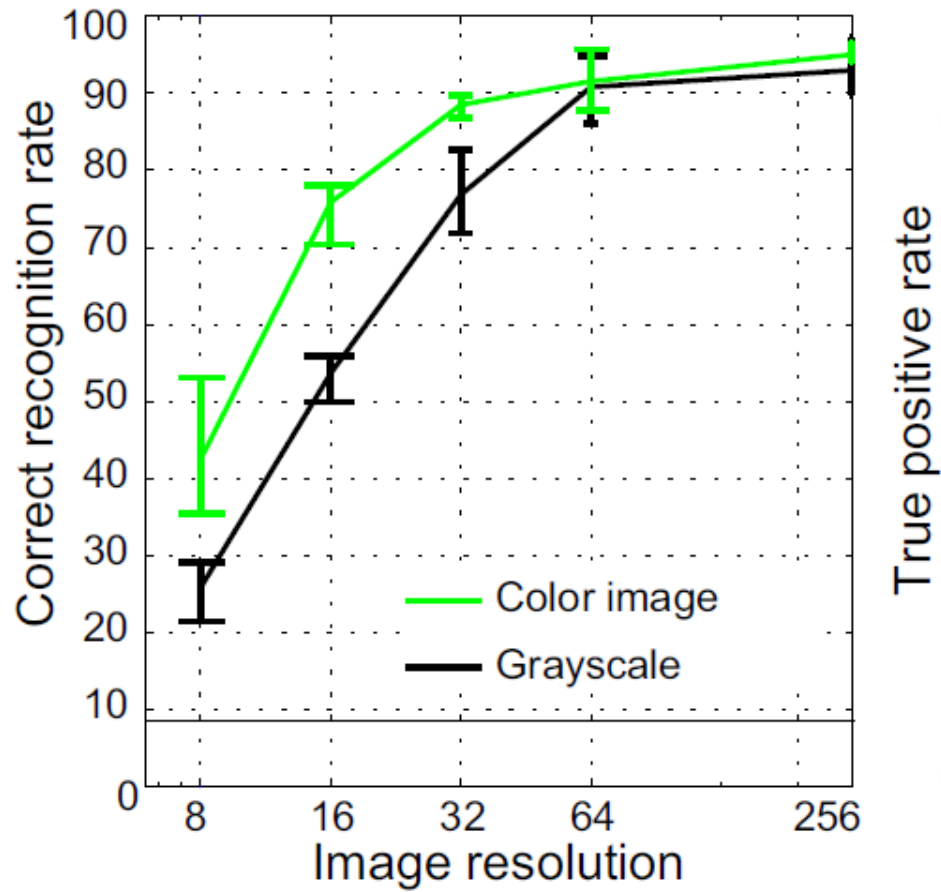 Correct recognition rate
100
90
80
70
60
50
40
30
20
10
0
Color image
Grayscale
8 16 32 64 256
Image resolution
True positive rate